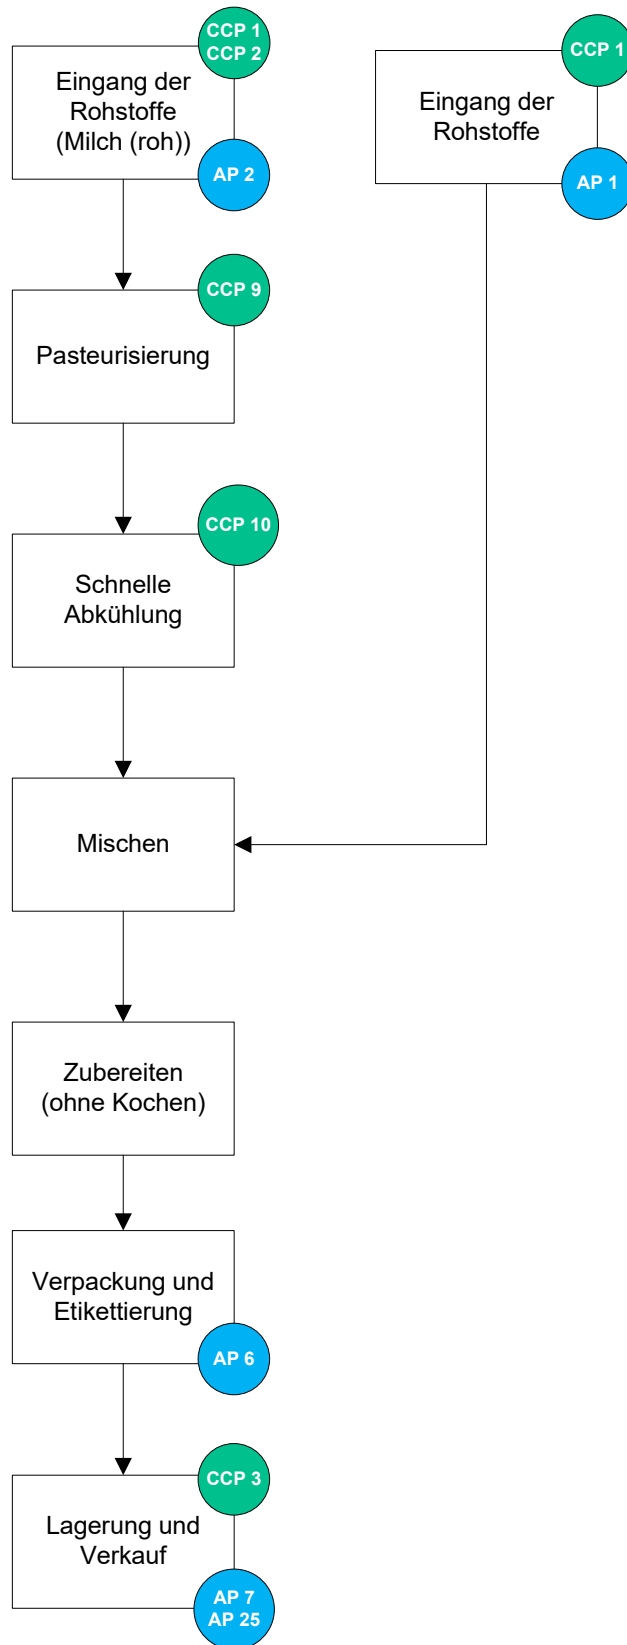 CCP 1
CCP 2
Eingang der
Rohstoffe
(Milch (roh))
AP 2
CCP 1
Eingang der
Rohstoffe
AP 1
CCP 9
Pasteurisierung
CCP 10
Schnelle
Abkühlung
Mischen
Zubereiten
(ohne Kochen)
Verpackung und
Etikettierung
AP 6
CCP 3
Lagerung und
Verkauf
AP 7
AP 25